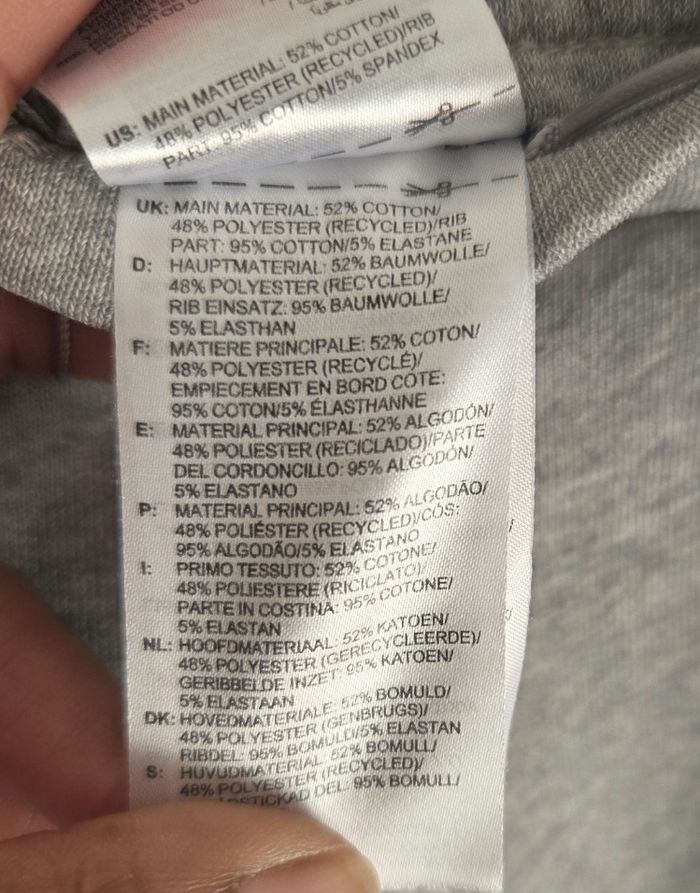 US: MAIN MATERIAL: 52% COTTON/
48% POLYESTER (RECYCLED)/RIB
PART: 95% COTTON/5% SPANDEX
UK: MAIN MATERIAL: 52% COTTON/
48% POLYESTER (RECYCLED)/RIB
PART: 95% COTTON/5% ELASTANE
D: HAUPTMATERIAL: 52% BAUMWOLLE/
48% POLYESTER (RECYCLED)/
RIB EINSATZ: 95% BAUMWOLLE/
5% ELASTHAN
F: MATIERE PRINCIPALE: 52% COTON/
48% POLYESTER (RECYCLÉ)/
EMPIECEMENT EN BORD CÔTE:
95% COTON/5% ÉLASTHANNE
E: MATERIAL PRINCIPAL: 52% ALGODÓN/
48% POLIESTER (RECICLADO)/PARTE
DEL CORDONCILLO: 95% ALGODÓN/
5% ELASTANO
P: MATERIAL PRINCIPAL: 52% ALGODÃO/
48% POLIÉSTER (RECYCLED)/CÓS:
95% ALGODÃO/5% ELASTANO
I: PRIMO TESSUTO: 52% COTONE/
48% POLIESTERE (RICICLATO)/
PARTE IN COSTINA: 95% COTONE/
5% ELASTAN
NL: HOOFDMATERIAAL: 52% KATOEN/
48% POLYESTER (GERECYCLEERDE)/
GERIBBELDE INZET: 95% KATOEN/
5% ELASTAAN
DK: HOVEDMATERIALE: 52% BOMULD/
48% POLYESTER (GENBRUGS)/
RIBDEL: 95% BOMULD/5% ELASTAN
S: HUVUDMATERIAL: 52% BOMULL/
48% POLYESTER (RECYCLED)/
DEL: 95% BOMULL/